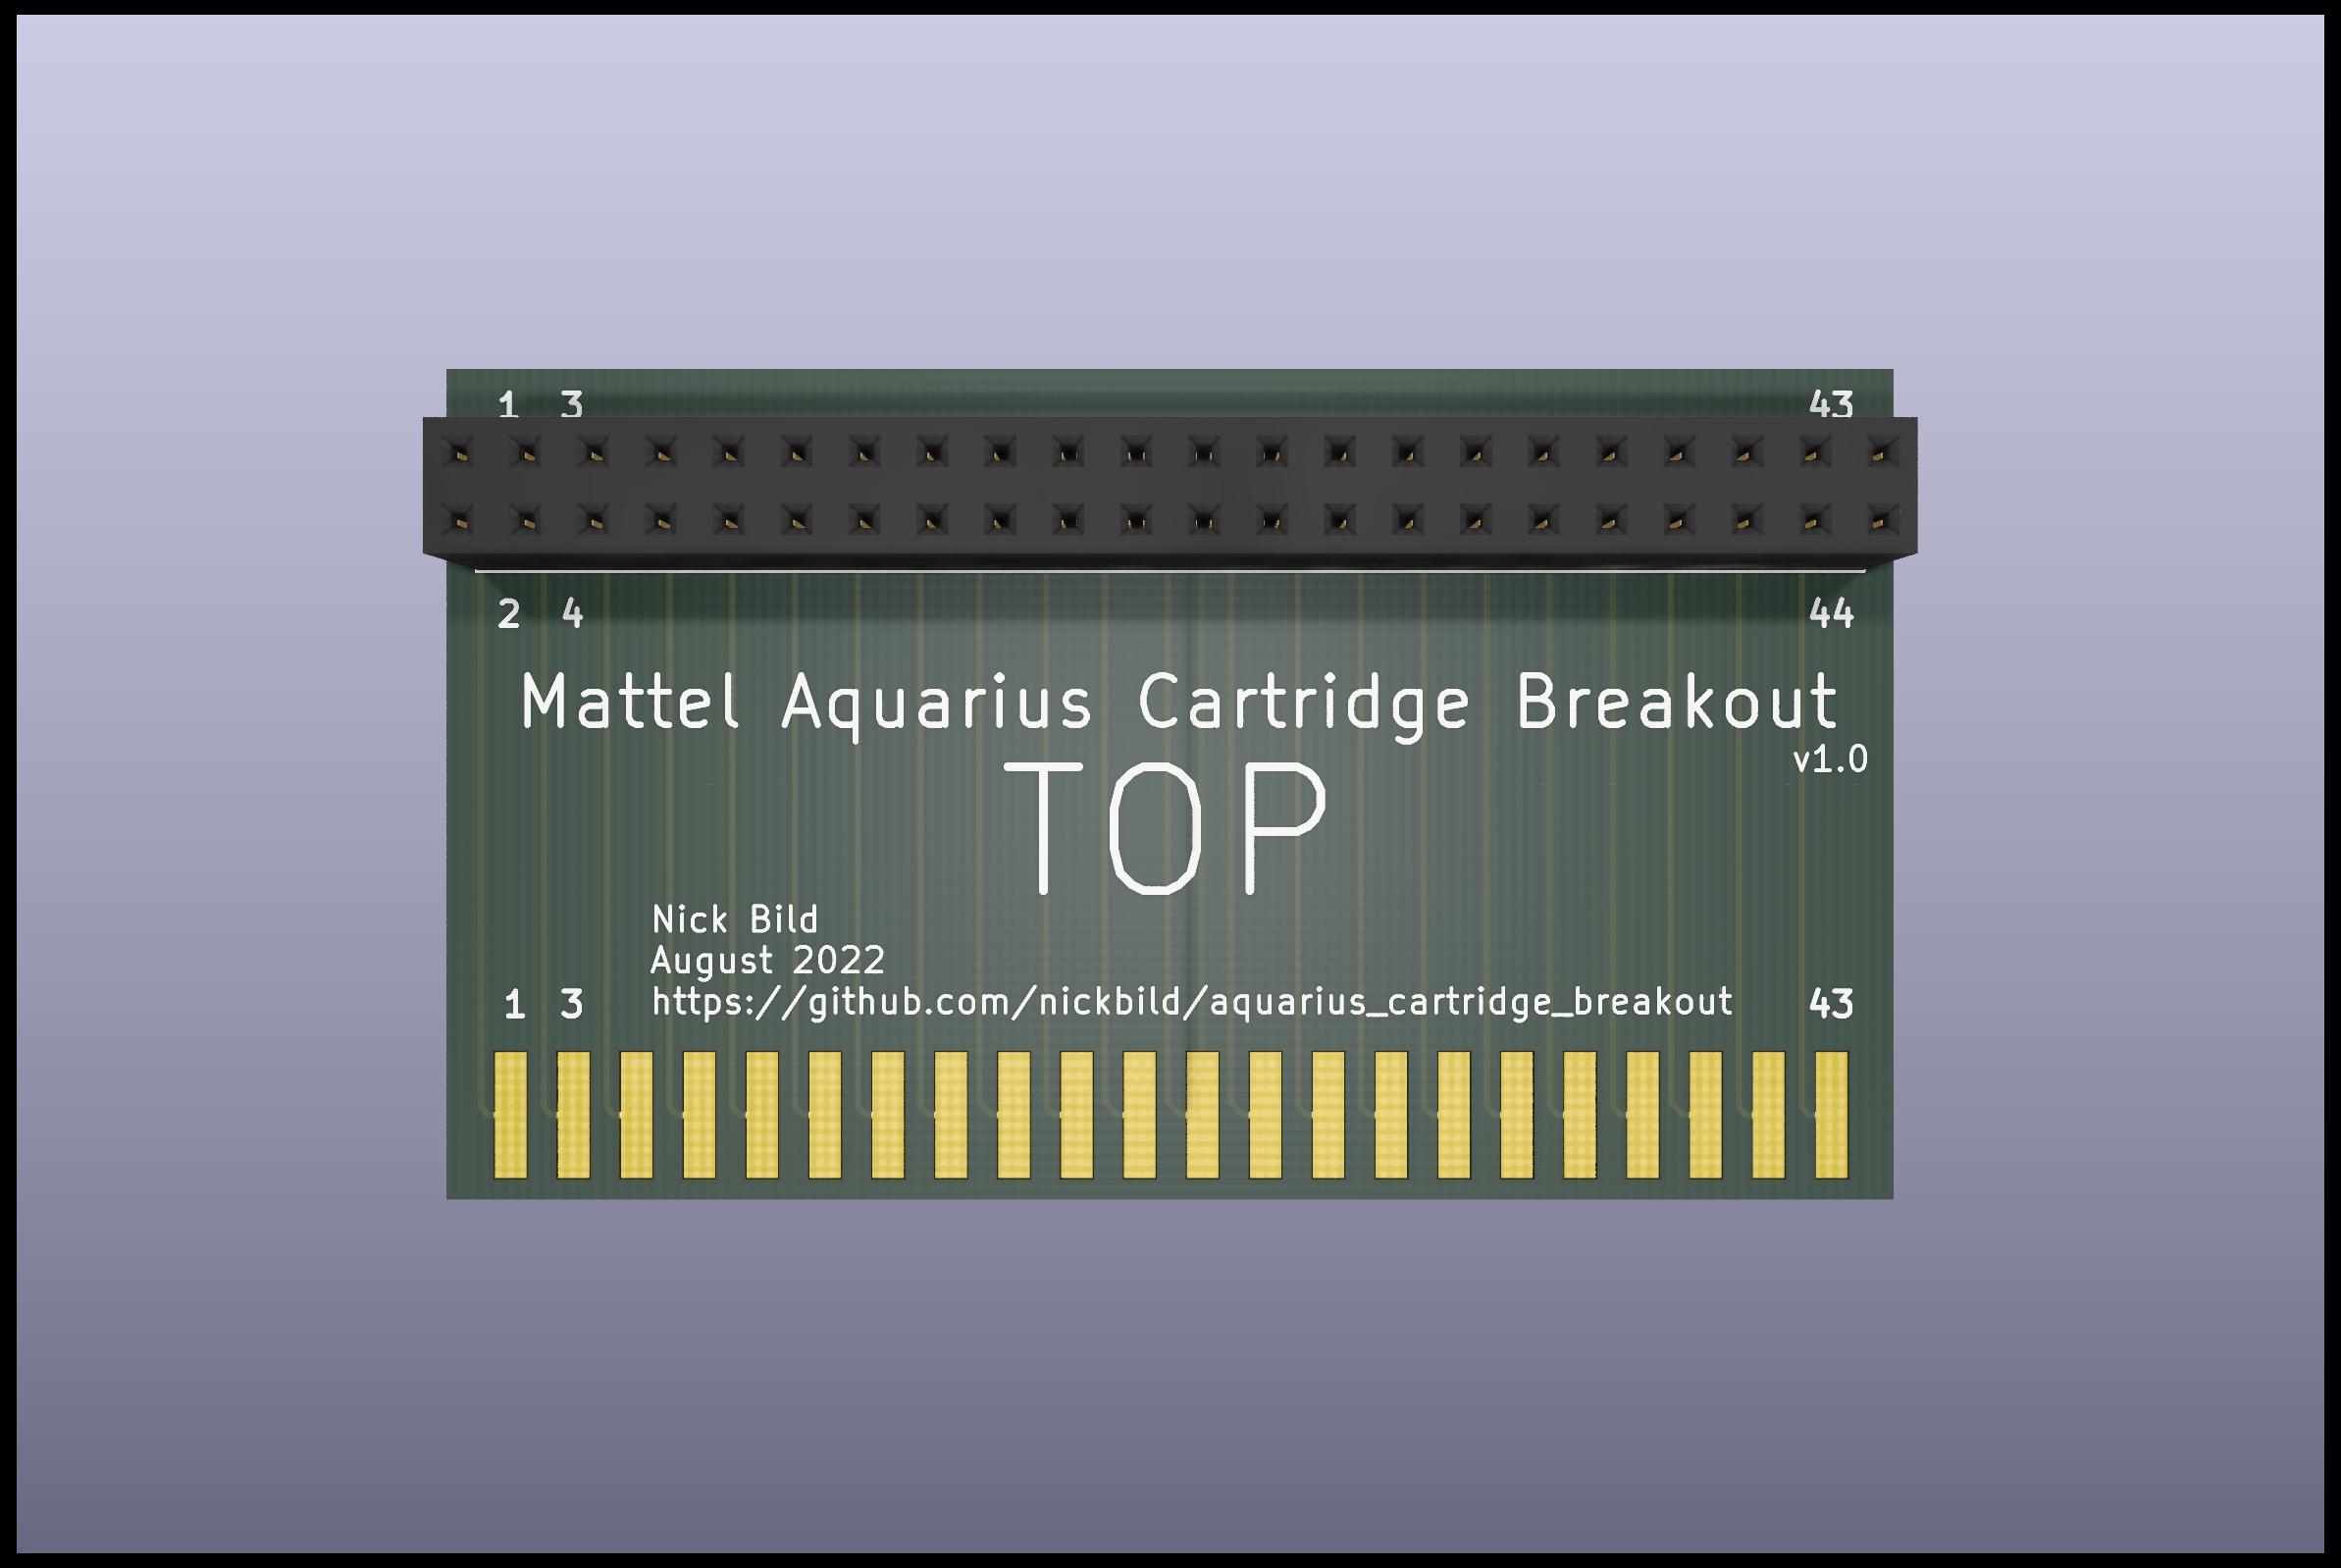 1 3 43
2 4 44
Mattel Aquarius Cartridge Breakout
v1.0
TOP
Nick Bild
August 2022
https://github.com/nickbild/aquarius_cartridge_breakout
1 3 43